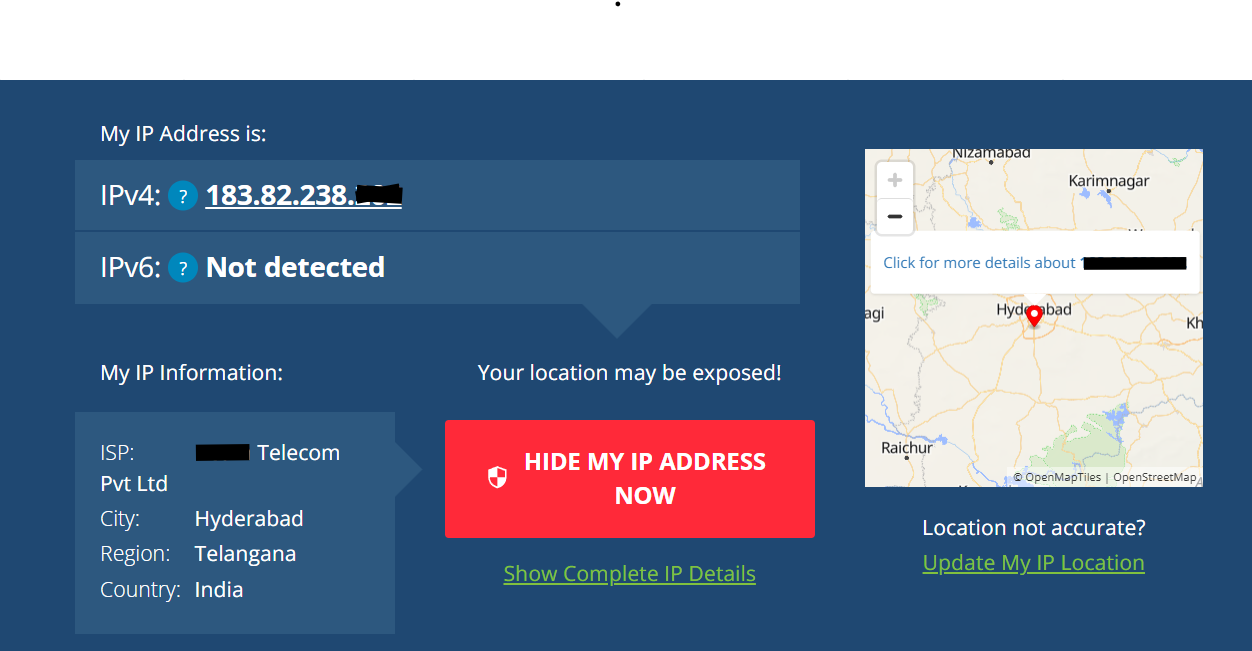 My IP Address is:
IPv4: ? 183.82.238.
IPv6: ? Not detected
My IP Information:
ISP: Telecom
Pvt Ltd
City: Hyderabad
Region: Telangana
Country: India
Your location may be exposed!
HIDE MY IP ADDRESS
NOW
Show Complete IP Details
Nizamabad
Karimnagar
+
−
Click for more details about
Hyderabad
agi
Kh
Raichur
© OpenMapTiles | OpenStreetMap
Location not accurate?
Update My IP Location